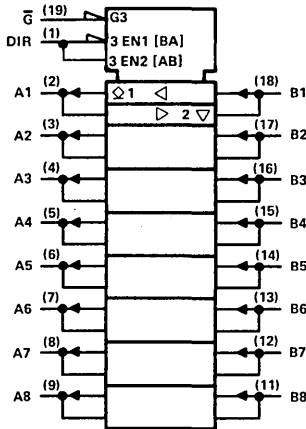 G̅ (19) G3
DIR (1) 3 EN1 [BA]
3 EN2 [AB]
A1 (2) 1 (18) B1
2
A2 (3) (17) B2
A3 (4) (16) B3
A4 (5) (15) B4
A5 (6) (14) B5
A6 (7) (13) B6
A7 (8) (12) B7
A8 (9) (11) B8